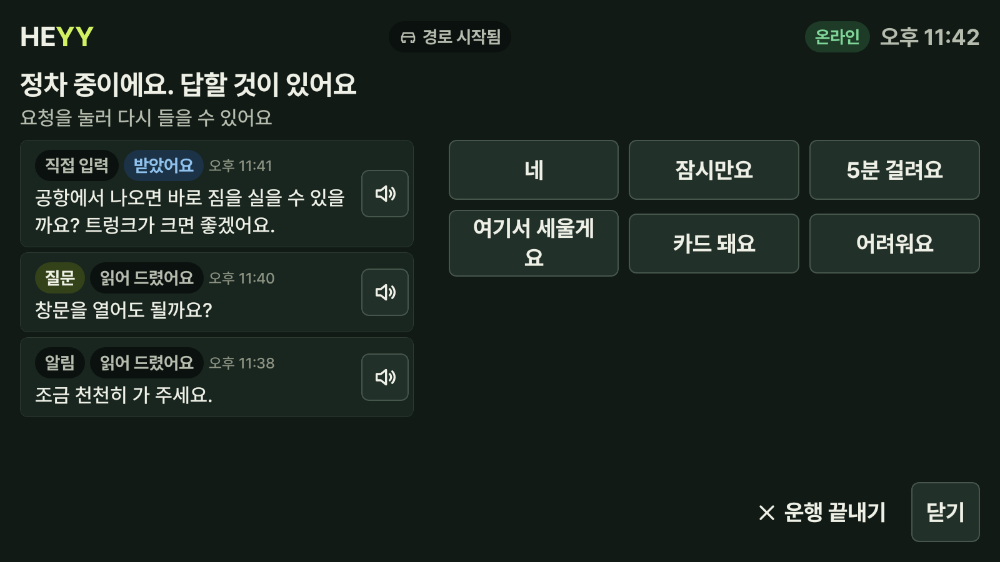 HEYY
경로 시작됨
온라인 오후 11:42
정차 중이에요. 답할 것이 있어요
요청을 눌러 다시 들을 수 있어요
직접 입력 받았어요 오후 11:41
공항에서 나오면 바로 짐을 실을 수 있을
까요? 트렁크가 크면 좋겠어요.
질문 읽어 드렸어요 오후 11:40
창문을 열어도 될까요?
알림 읽어 드렸어요 오후 11:38
조금 천천히 가 주세요.
네
잠시만요
5분 걸려요
여기서 세울게
요
카드 돼요
어려워요
운행 끝내기
닫기